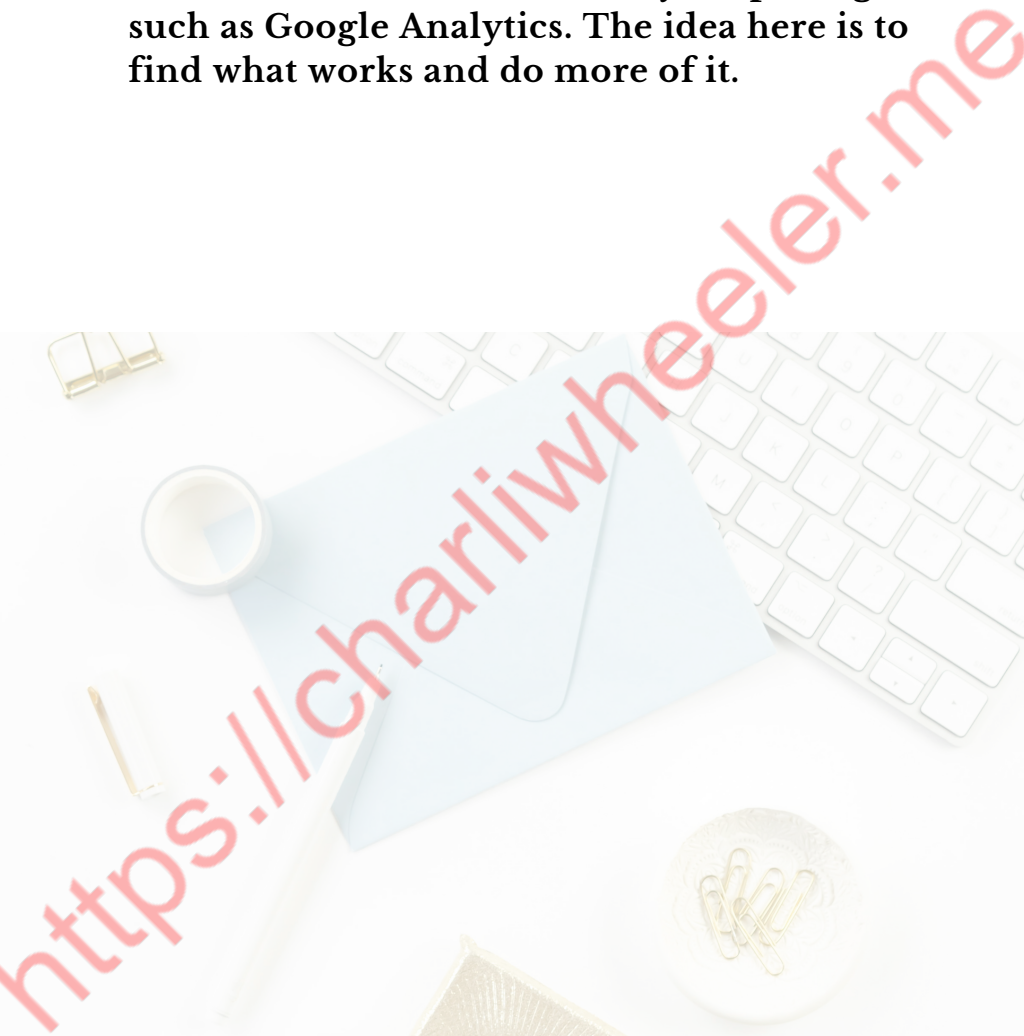 such as Google Analytics. The idea here is to
find what works and do more of it.
https://charliwheeler.me